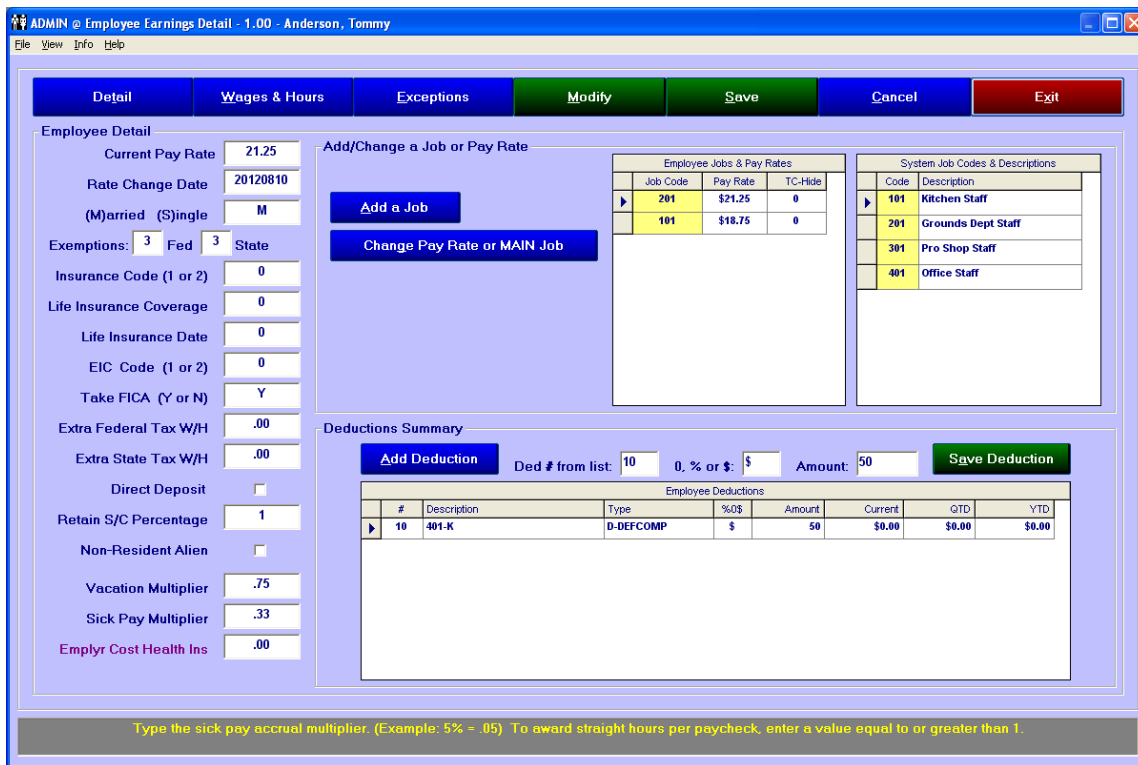 ADMIN @ Employee Earnings Detail - 1.00 - Anderson, Tommy
File View Info Help
Detail Wages & Hours Exceptions Modify Save Cancel Exit
Employee Detail
Current Pay Rate 21.25
Rate Change Date 20120810
(M)arried (S)ingle M
Exemptions: 3 Fed 3 State
Insurance Code (1 or 2) 0
Life Insurance Coverage 0
Life Insurance Date 0
EIC Code (1 or 2) 0
Take FICA (Y or N) Y
Extra Federal Tax W/H .00
Extra State Tax W/H .00
Direct Deposit
Retain S/C Percentage 1
Non-Resident Alien
Vacation Multiplier .75
Sick Pay Multiplier .33
Emplyr Cost Health Ins .00
Add/Change a Job or Pay Rate
Add a Job
Change Pay Rate or MAIN Job
Employee Jobs & Pay Rates
Job Code Pay Rate TC-Hide
201 $21.25 0
101 $18.75 0
System Job Codes & Descriptions
Code Description
101 Kitchen Staff
201 Grounds Dept Staff
301 Pro Shop Staff
401 Office Staff
Deductions Summary
Add Deduction Ded # from list: 10 0, % or $: $ Amount: 50 Save Deduction
Employee Deductions
# Description Type %0$ Amount Current QTD YTD
10 401-K D-DEFCOMP $ 50 $0.00 $0.00 $0.00
Type the sick pay accrual multiplier. (Example: 5% = .05) To award straight hours per paycheck, enter a value equal to or greater than 1.